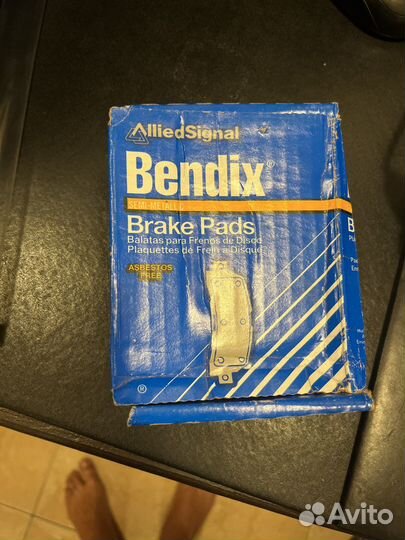 AlliedSignal
Bendix®
SEMI-METALLIC
Brake Pads
Balatas para Frenos de Disco
Plaquettes de Frein à Disque
ASBESTOS
FREE
®
Avito